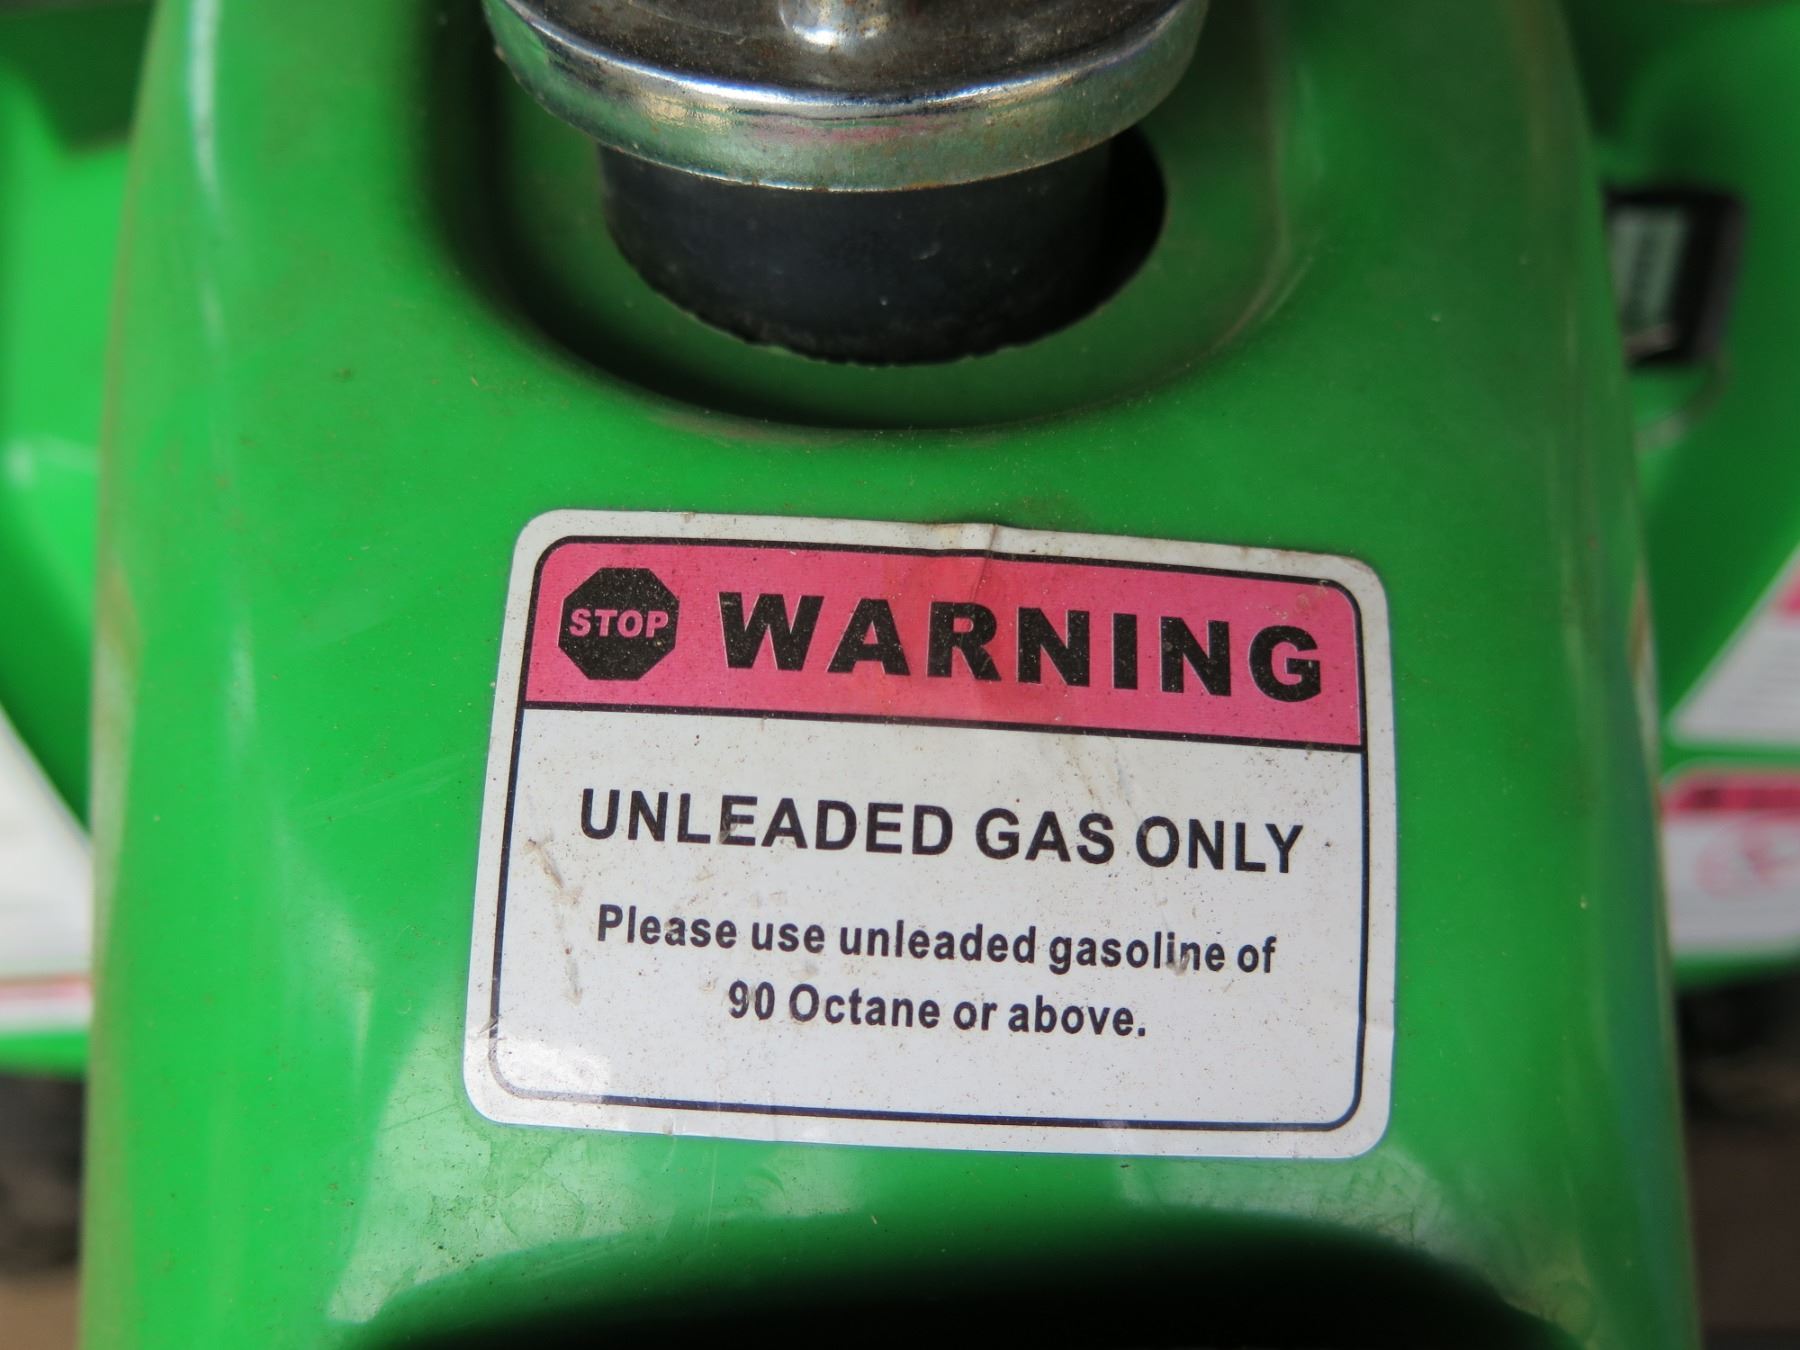 STOP WARNING
UNLEADED GAS ONLY
Please use unleaded gasoline of
90 Octane or above.